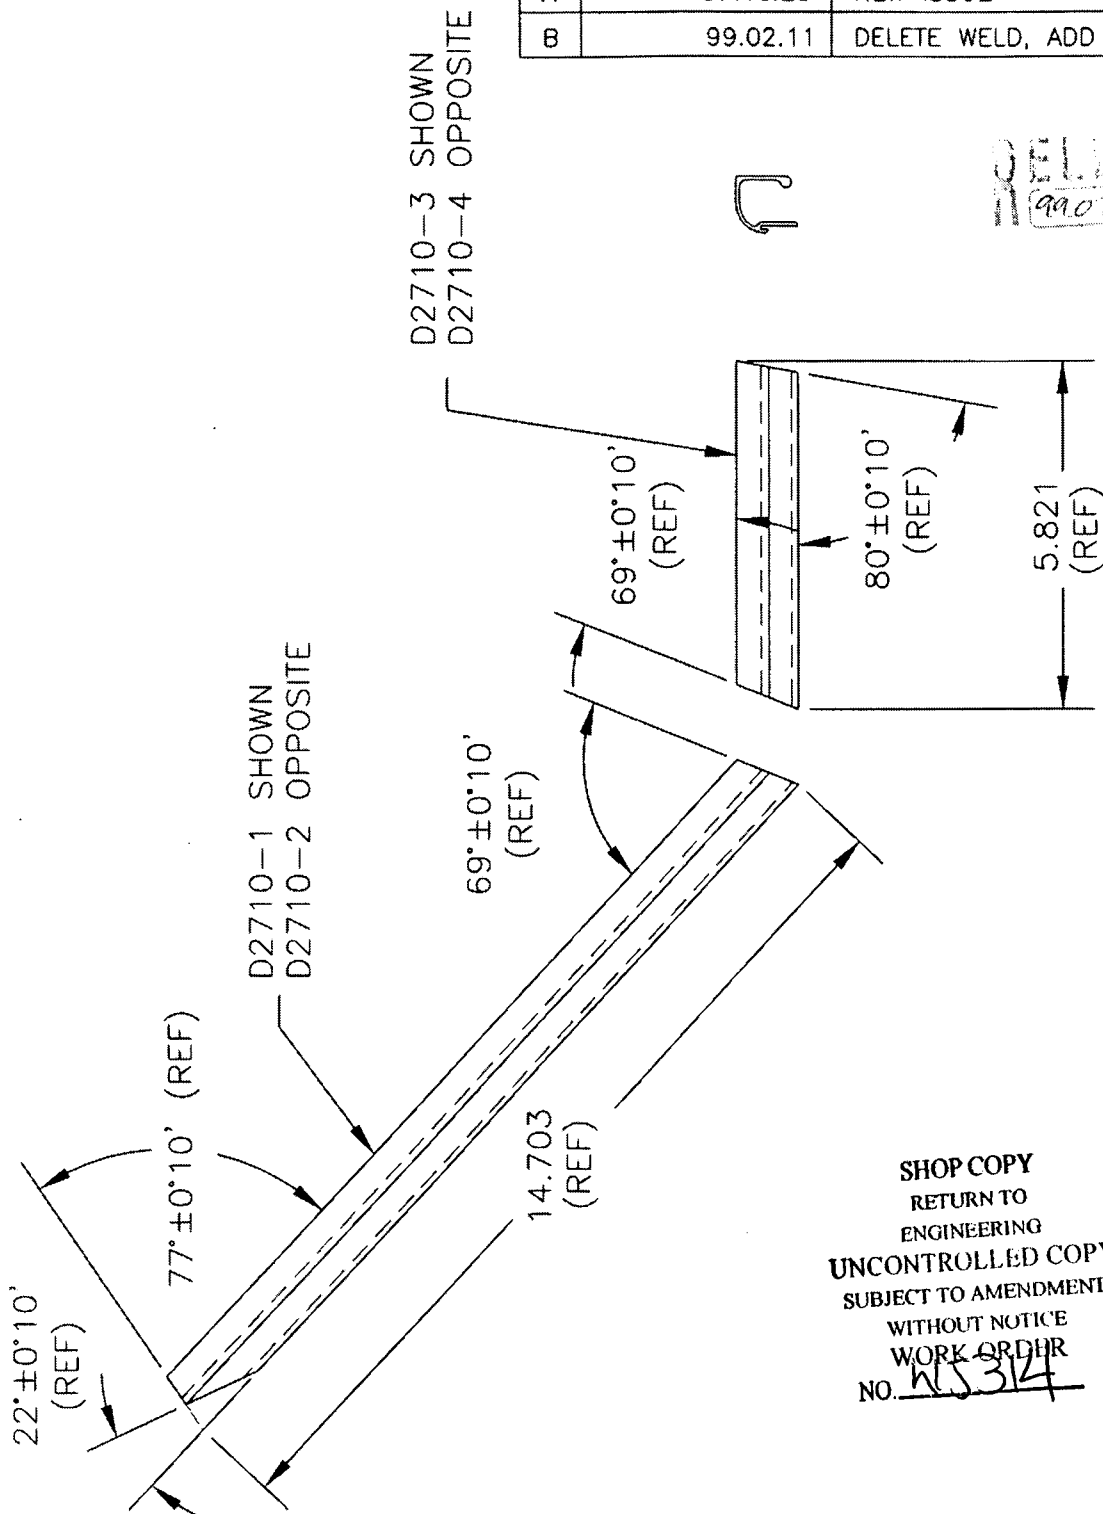 B 99.02.11 DELETE WELD, ADD
D2710-3 SHOWN
D2710-4 OPPOSITE
69°±0°10'
(REF)
80°±0°10'
(REF)
5.821
(REF)
D2710-1 SHOWN
D2710-2 OPPOSITE
69°±0°10'
(REF)
77°±0°10' (REF)
22°±0°10'
(REF)
14.703
(REF)
SHOP COPY
RETURN TO
ENGINEERING
UNCONTROLLED COPY
SUBJECT TO AMENDMENT
WITHOUT NOTICE
WORK ORDER
NO.